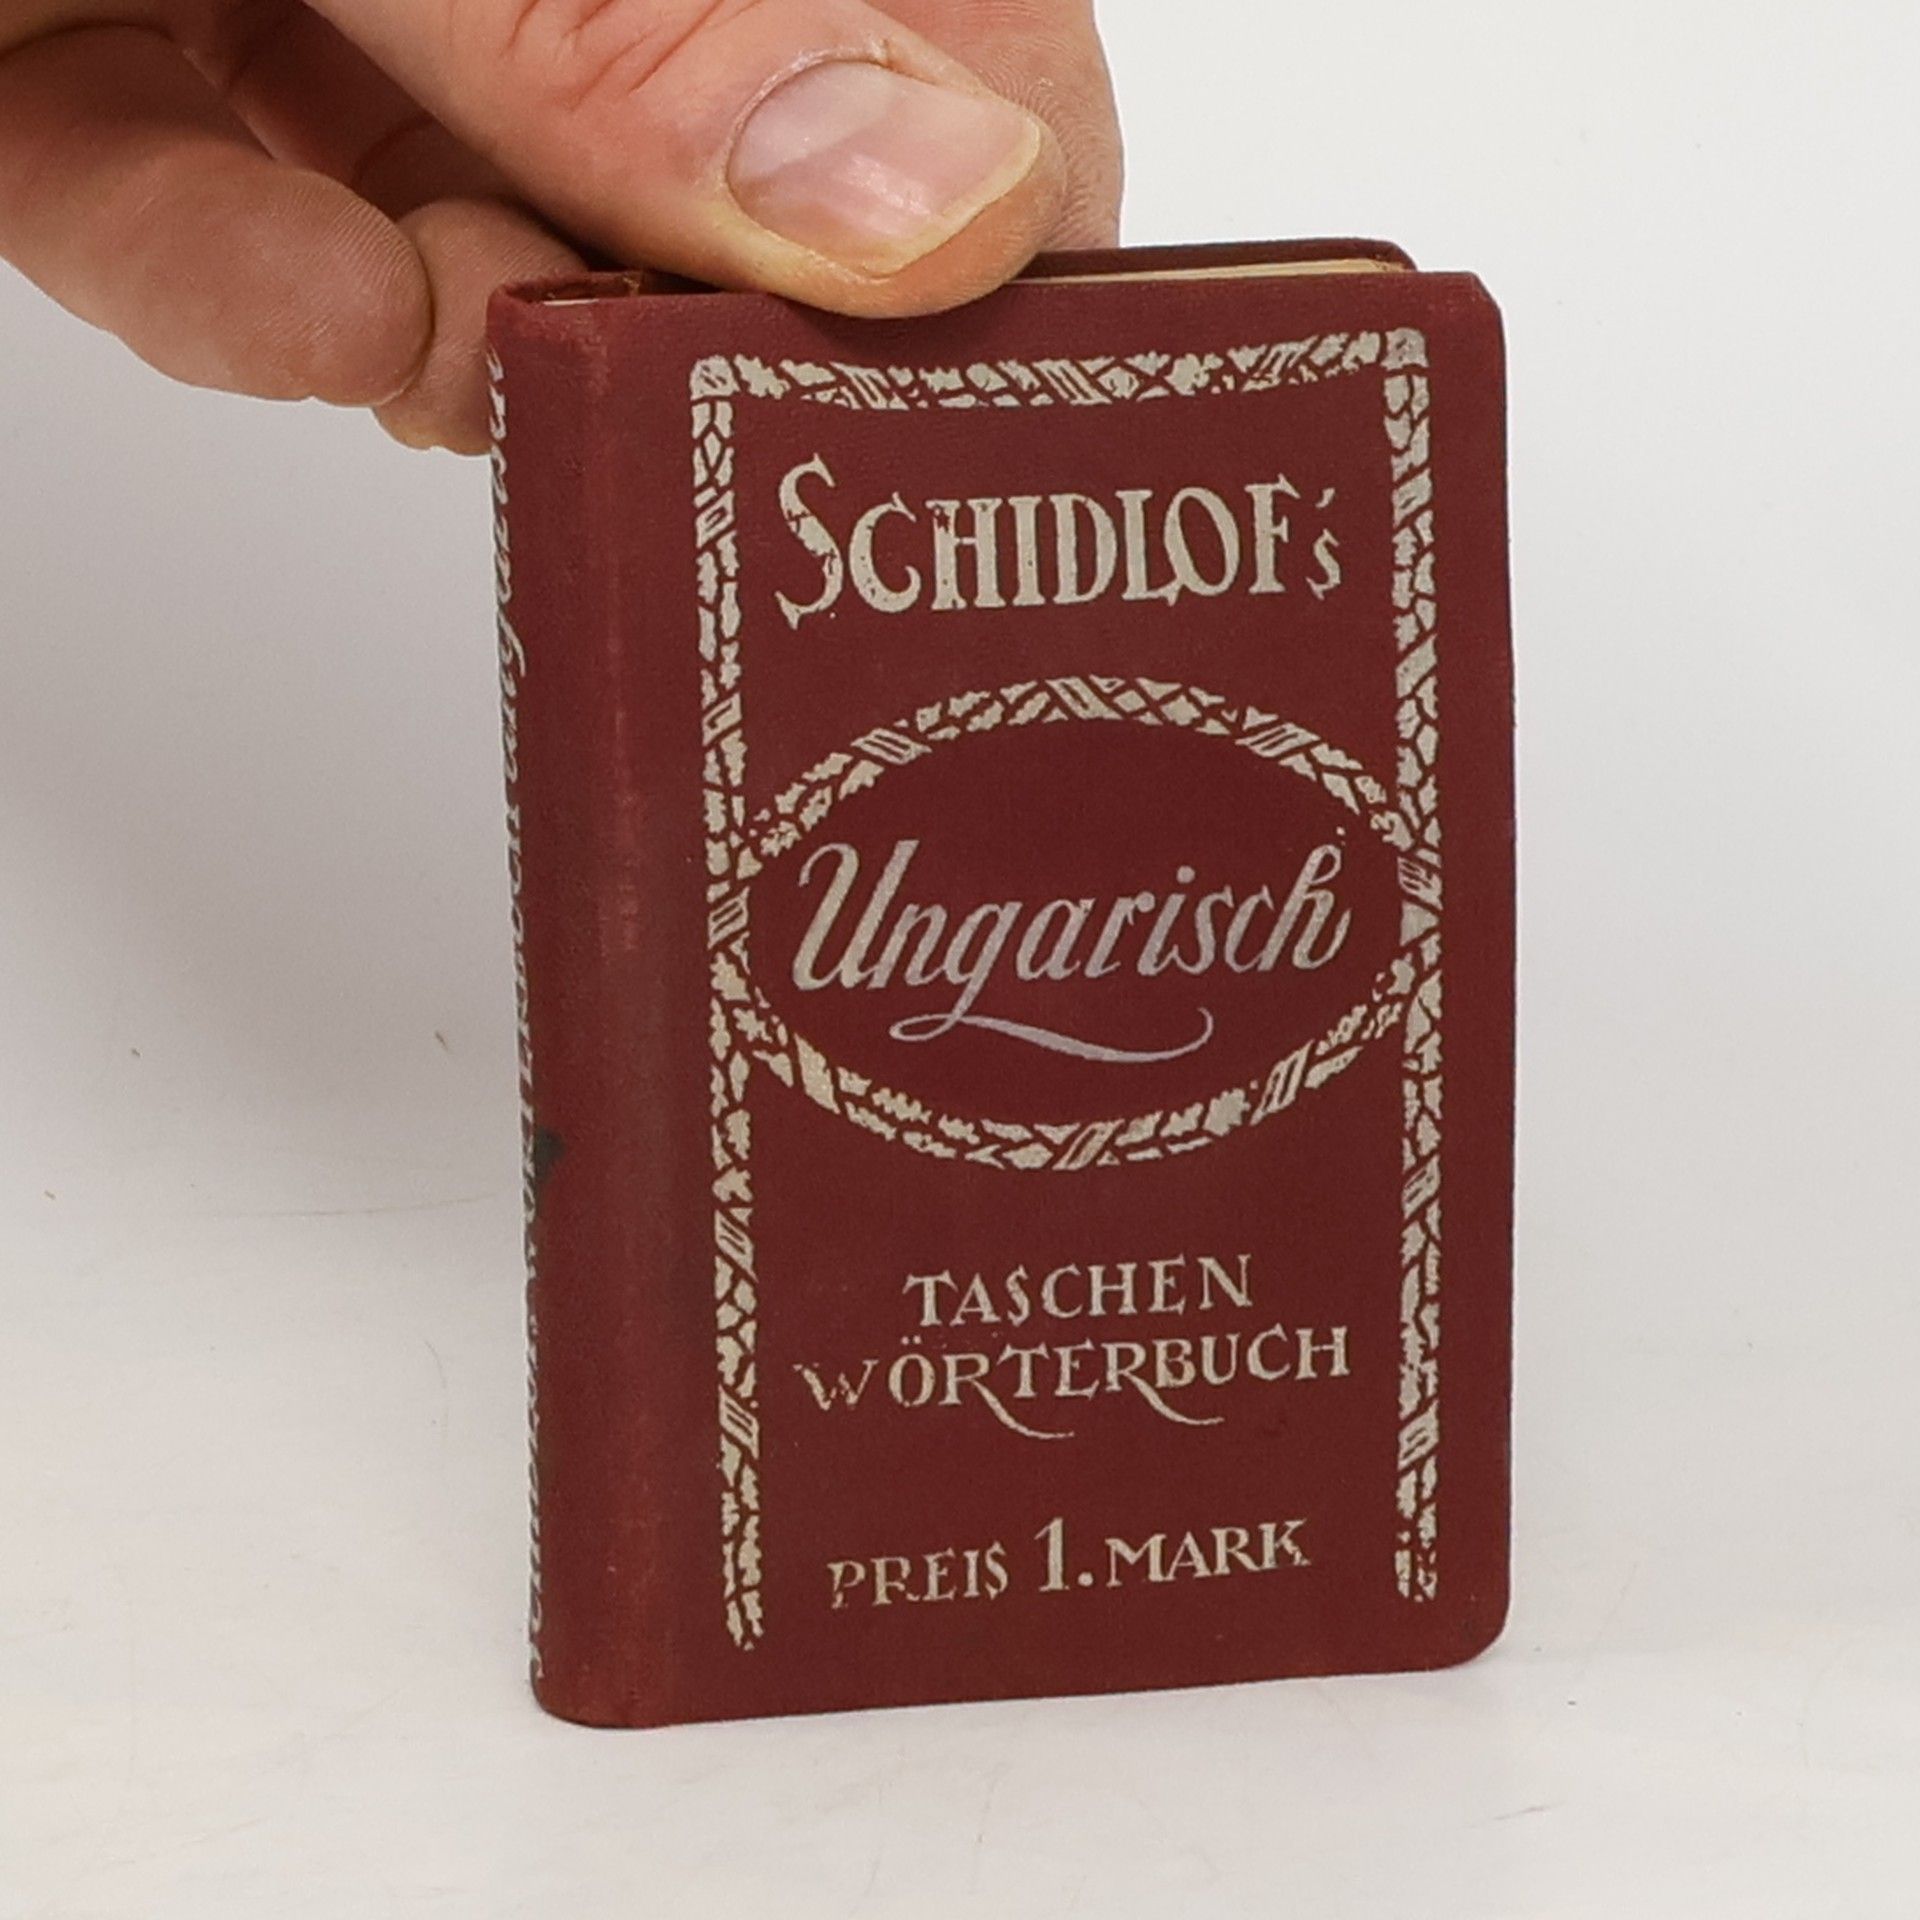 SCHIDLOF's
Ungarisch
TASCHEN
WÖRTERBUCH
PREIS 1. MARK